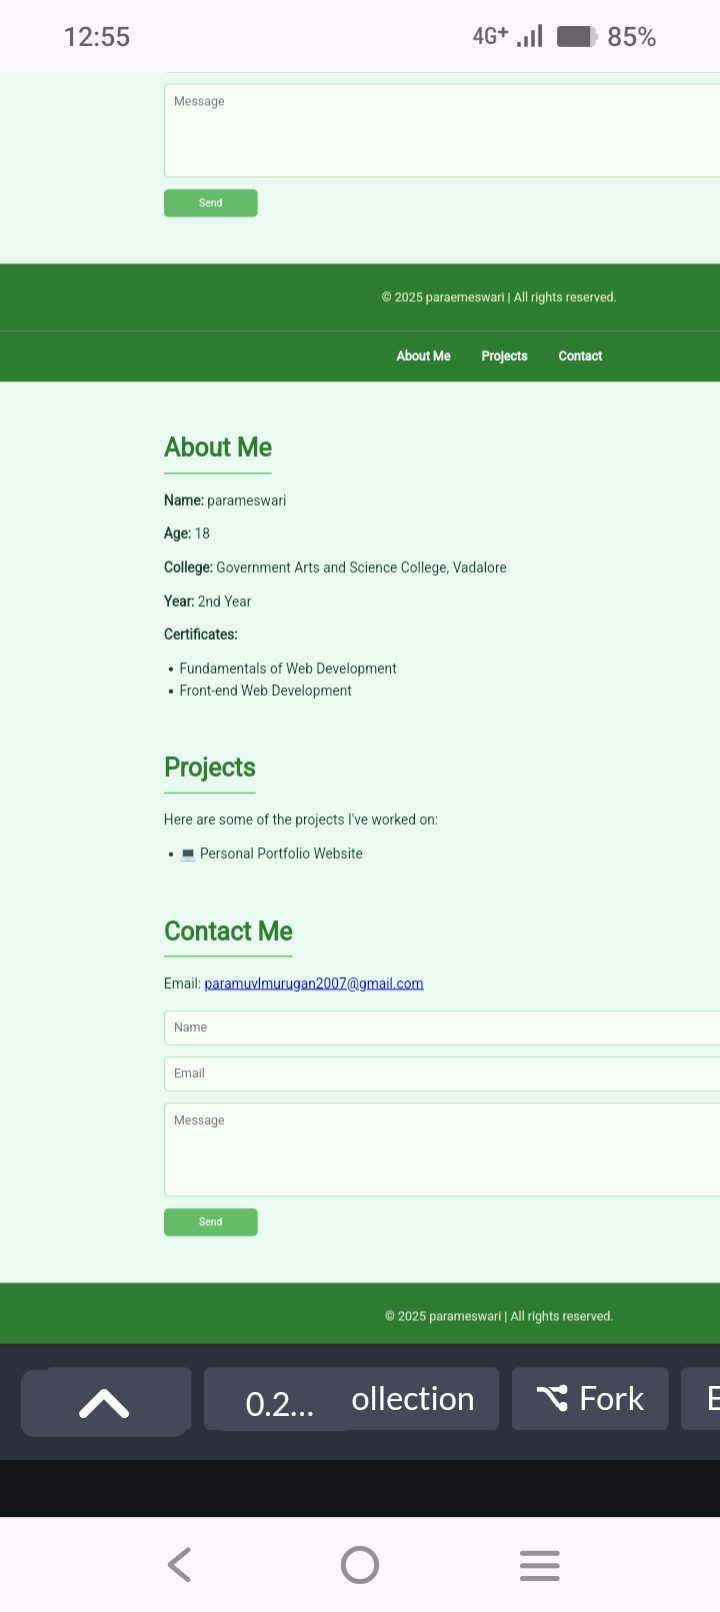 12:55 4G+ 85%
Message
Send
© 2025 paraemeswari | All rights reserved.
About Me Projects Contact
About Me
Name: parameswari
Age: 18
College: Government Arts and Science College, Vadalore
Year: 2nd Year
Certificates:
• Fundamentals of Web Development
• Front-end Web Development
Projects
Here are some of the projects I've worked on:
• 💻 Personal Portfolio Website
Contact Me
Email: paramuvlmurugan2007@gmail.com
Name
Email
Message
Send
© 2025 parameswari | All rights reserved.
0.2... ollection Fork E